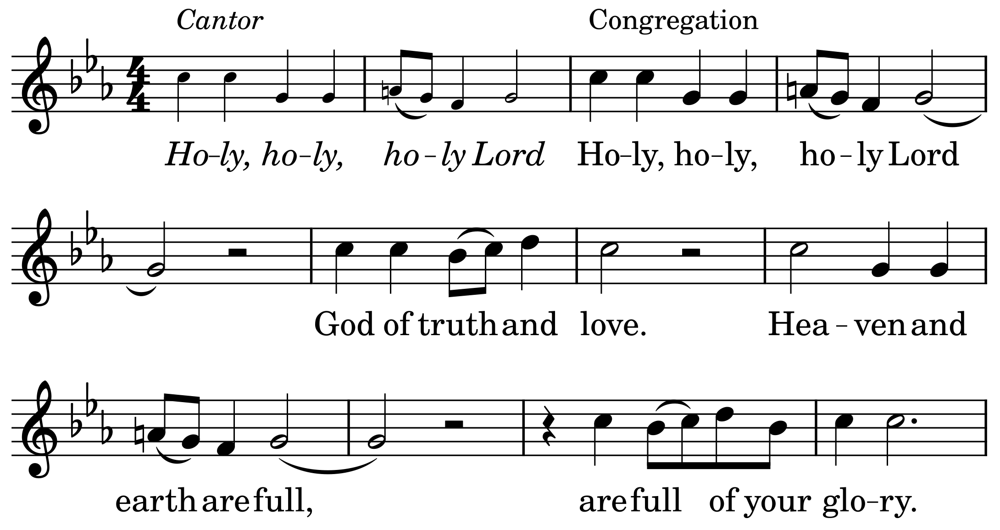 Cantor Congregation
Ho-ly, ho-ly, ho-ly Lord Ho-ly, ho-ly, ho-ly Lord
God of truth and love. Hea-ven and
earth are full, are full of your glo-ry.